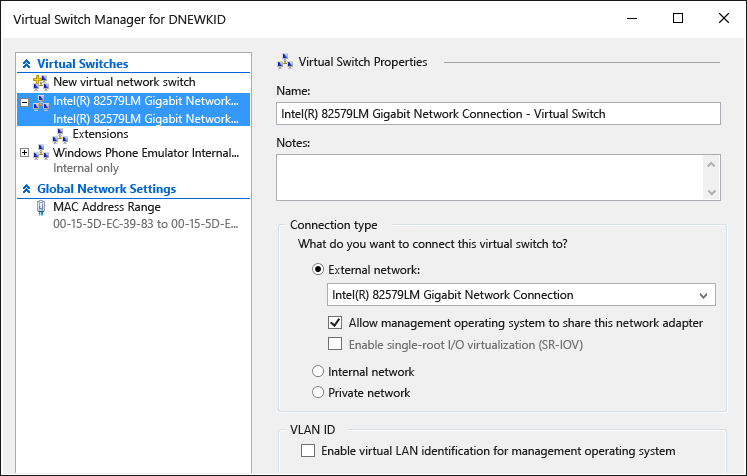 Virtual Switch Manager for DNEWKID
Virtual Switches
New virtual network switch
Intel(R) 82579LM Gigabit Network...
Intel(R) 82579LM Gigabit Network...
Extensions
Windows Phone Emulator Internal...
Internal only
Global Network Settings
MAC Address Range
00-15-5D-EC-39-83 to 00-15-5D-E...
Virtual Switch Properties
Name:
Intel(R) 82579LM Gigabit Network Connection - Virtual Switch
Notes:
Connection type
What do you want to connect this virtual switch to?
External network:
Intel(R) 82579LM Gigabit Network Connection
Allow management operating system to share this network adapter
Enable single-root I/O virtualization (SR-IOV)
Internal network
Private network
VLAN ID
Enable virtual LAN identification for management operating system